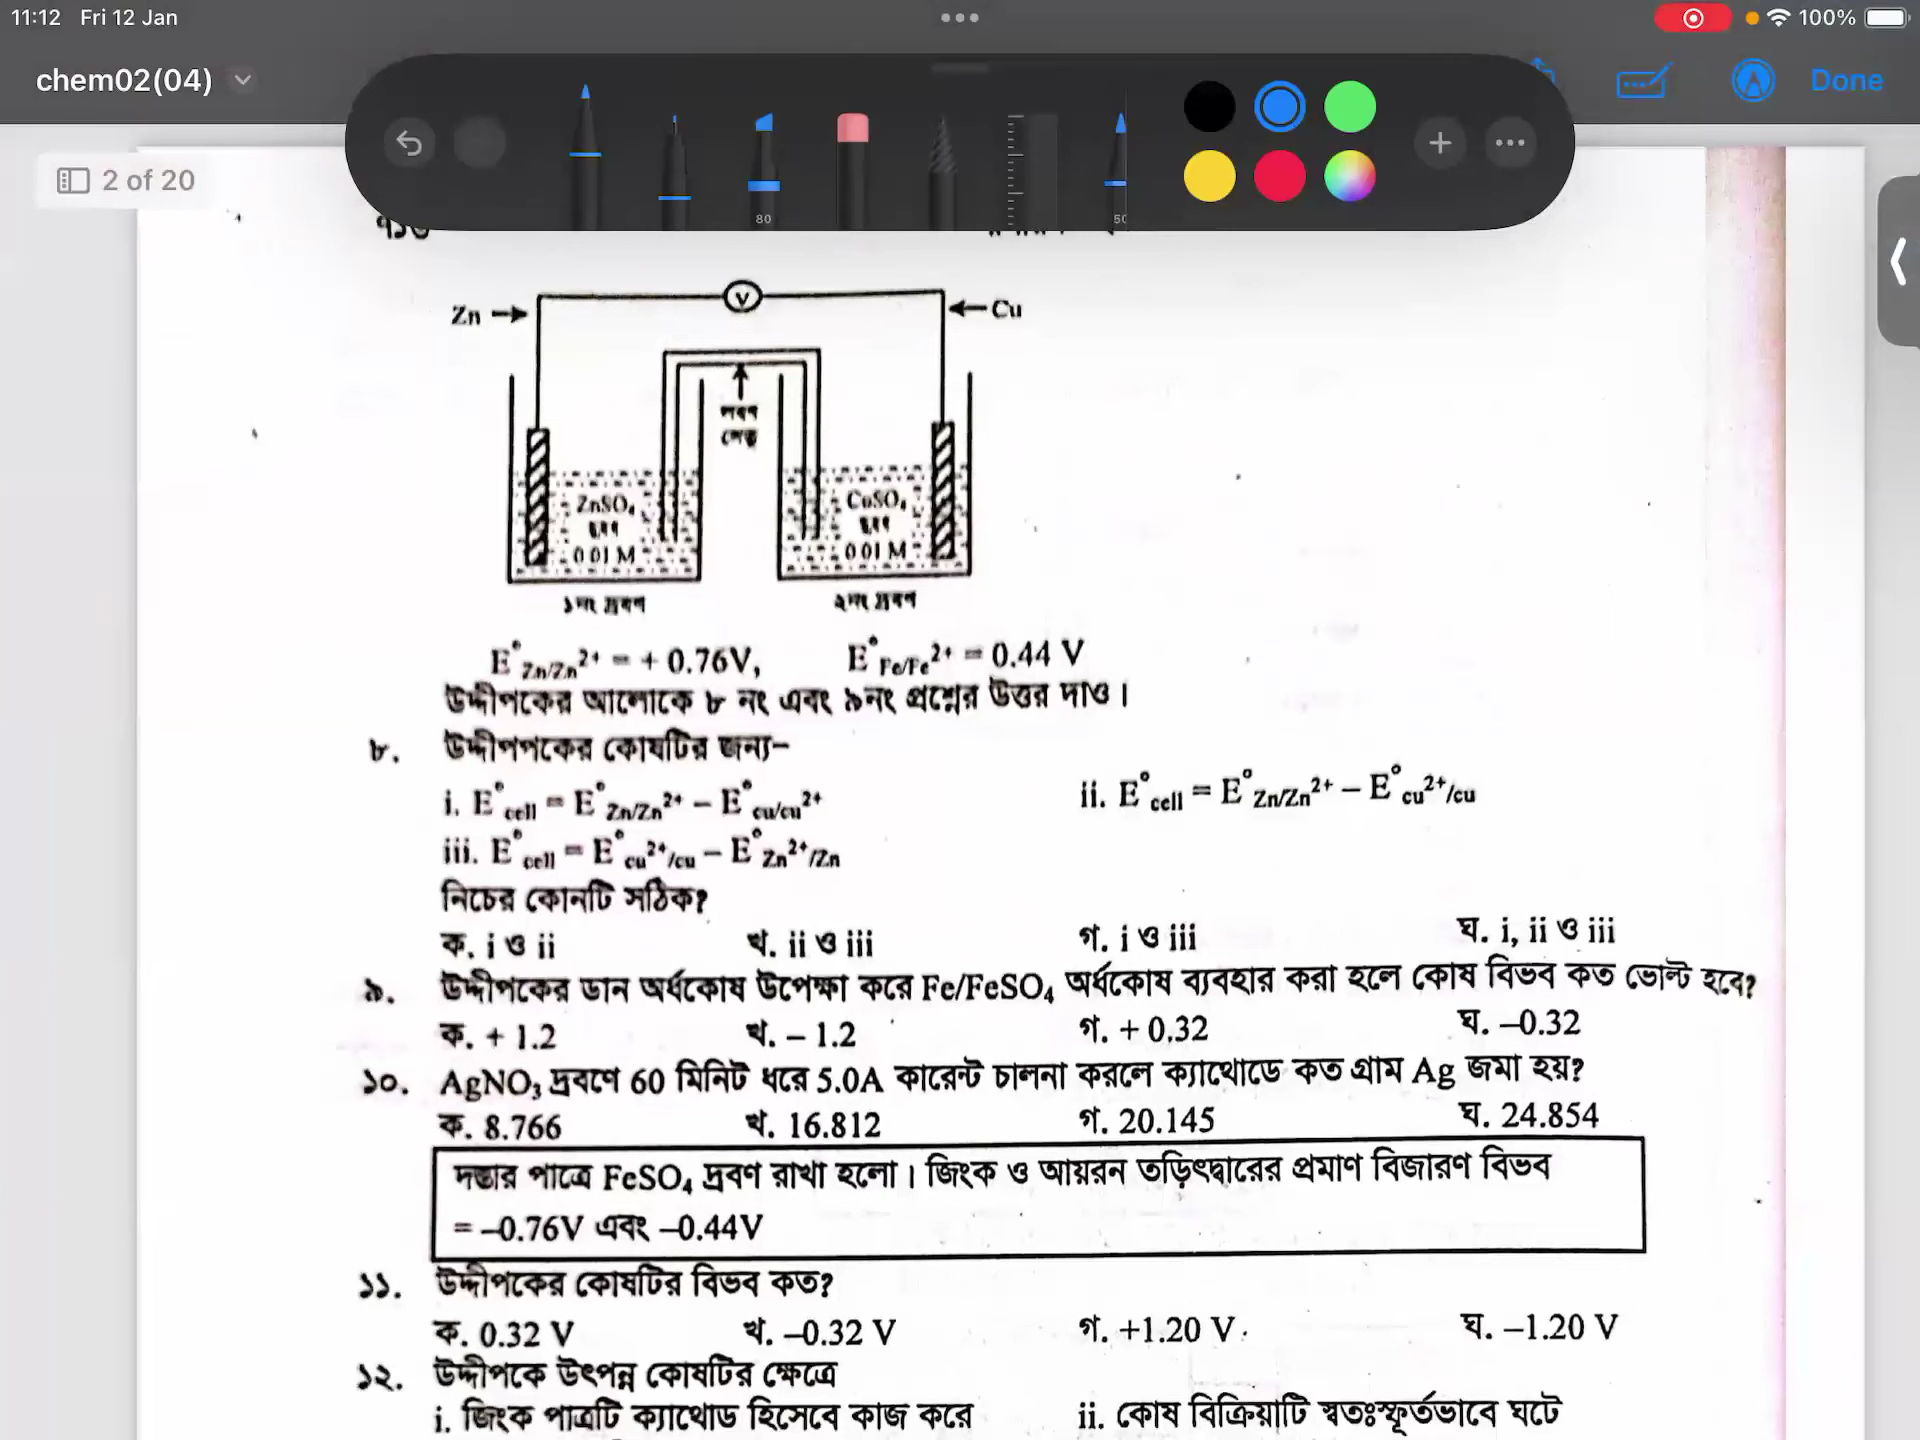 11:12 Fri 12 Jan
100%
chem02(04)
Done
2 of 20
80
50
Zn
V
Cu
লবণ
সেতু
ZnSO₄
দ্রবণ
0.01 M
CuSO₄
দ্রবণ
0.01 M
১নং দ্রবণ
২নং দ্রবণ
E°Zn/Zn²⁺ = + 0.76V, E°Fe/Fe²⁺ = 0.44 V
উদ্দীপকের আলোকে ৮ নং এবং ৯নং প্রশ্নের উত্তর দাও।
৮. উদ্দীপপকের কোষটির জন্য–
i. E°cell = E°Zn/Zn²⁺ – E°cu/cu²⁺ ii. E°cell = E°Zn/Zn²⁺ – E°cu²⁺/cu
iii. E°cell = E°cu²⁺/cu – E°Zn²⁺/Zn
নিচের কোনটি সঠিক?
ক. i ও ii খ. ii ও iii গ. i ও iii ঘ. i, ii ও iii
৯. উদ্দীপকের ডান অর্ধকোষ উপেক্ষা করে Fe/FeSO₄ অর্ধকোষ ব্যবহার করা হলে কোষ বিভব কত ভোল্ট হবে?
ক. + 1.2 খ. – 1.2 গ. + 0.32 ঘ. –0.32
১০. AgNO₃ দ্রবণে 60 মিনিট ধরে 5.0A কারেন্ট চালনা করলে ক্যাথোডে কত গ্রাম Ag জমা হয়?
ক. 8.766 খ. 16.812 গ. 20.145 ঘ. 24.854
দস্তার পাত্রে FeSO₄ দ্রবণ রাখা হলো। জিংক ও আয়রন তড়িৎদ্বারের প্রমাণ বিজারণ বিভব
= –0.76V এবং –0.44V
১১. উদ্দীপকের কোষটির বিভব কত?
ক. 0.32 V খ. –0.32 V গ. +1.20 V ঘ. –1.20 V
১২. উদ্দীপকে উৎপন্ন কোষটির ক্ষেত্রে
i. জিংক পাত্রটি ক্যাথোড হিসেবে কাজ করে ii. কোষ বিক্রিয়াটি স্বতঃস্ফূর্তভাবে ঘটে